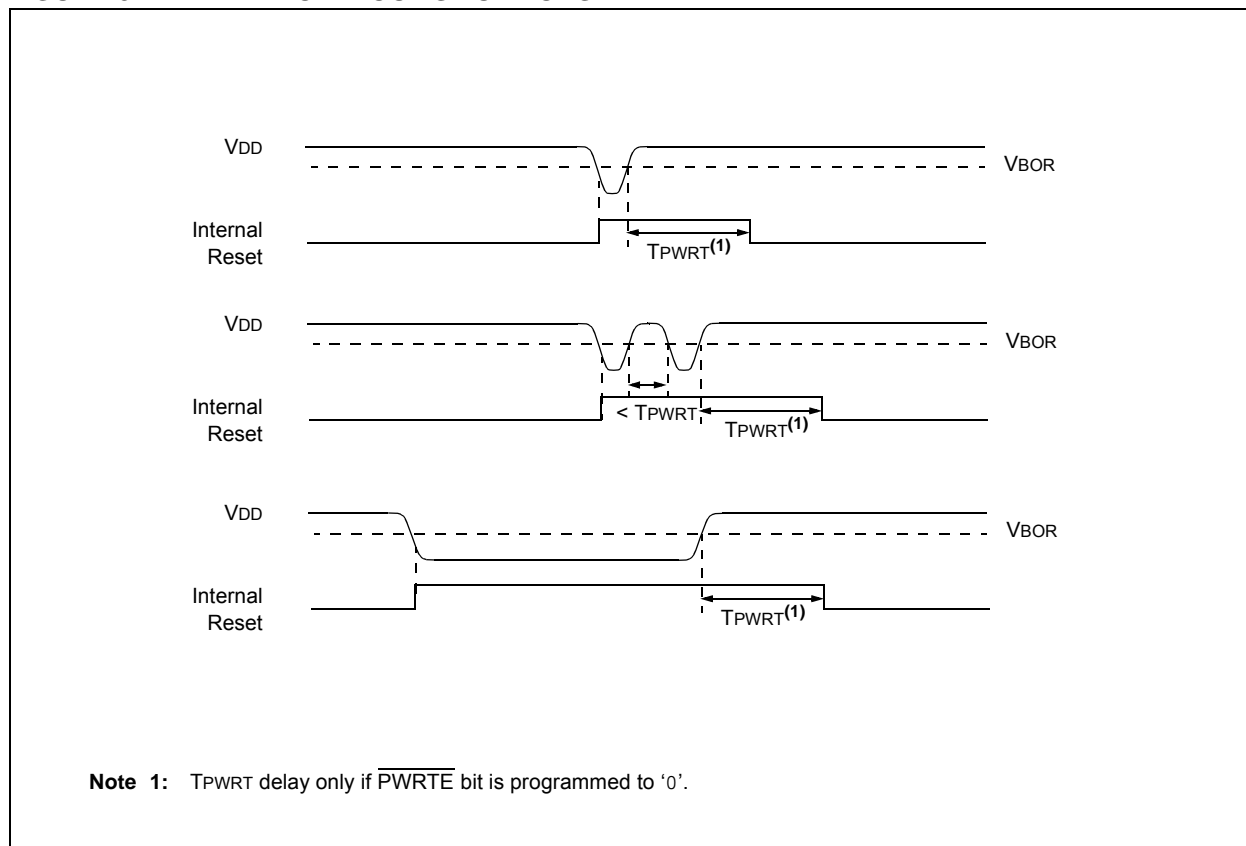 VDD
VBOR
Internal
Reset
TPWRT(1)
VDD
VBOR
Internal
Reset
< TPWRT
TPWRT(1)
VDD
VBOR
Internal
Reset
TPWRT(1)
Note 1: TPWRT delay only if PWRTE bit is programmed to ‘0’.